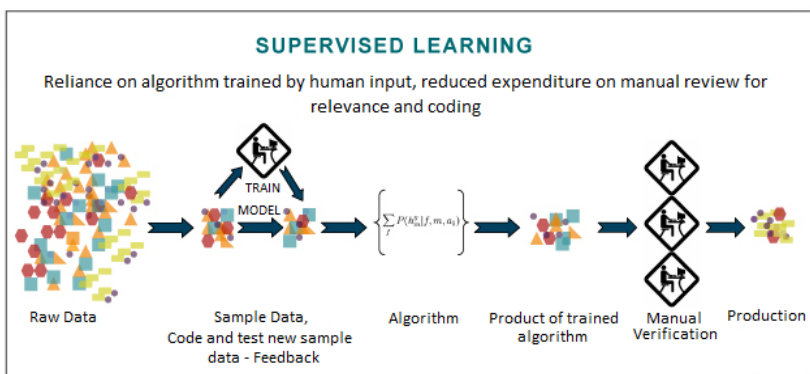 SUPERVISED LEARNING
Reliance on algorithm trained by human input, reduced expenditure on manual review for
relevance and coding
TRAIN
MODEL
Raw Data
Sample Data,
Code and test new sample
data - Feedback
Algorithm
Product of trained
algorithm
Manual
Verification
Production